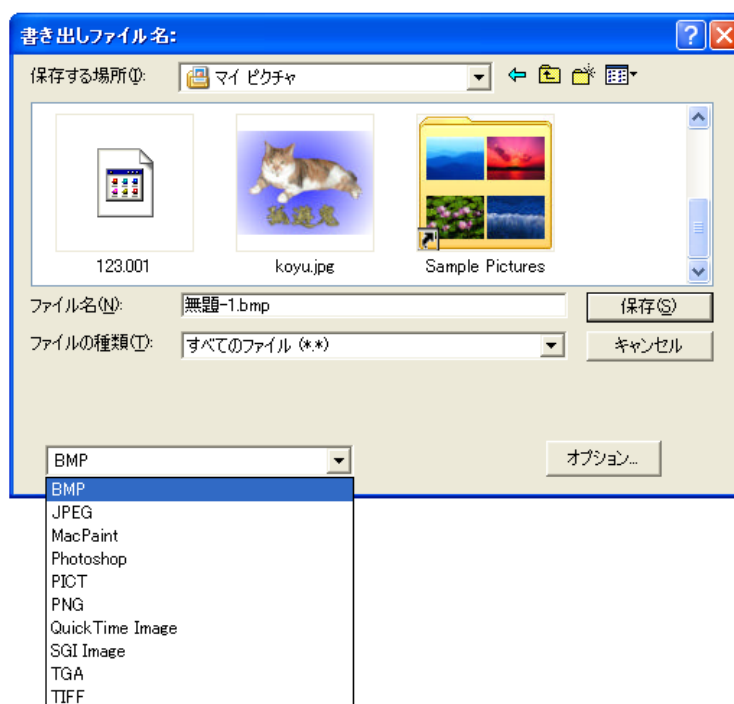 書き出しファイル名:
保存する場所(I):
マイ ピクチャ
123.001
koyu.jpg
Sample Pictures
ファイル名(N):
無題-1.bmp
保存(S)
ファイルの種類(T):
すべてのファイル (*.*)
キャンセル
BMP
オプション...
BMP
JPEG
MacPaint
Photoshop
PICT
PNG
QuickTime Image
SGI Image
TGA
TIFF